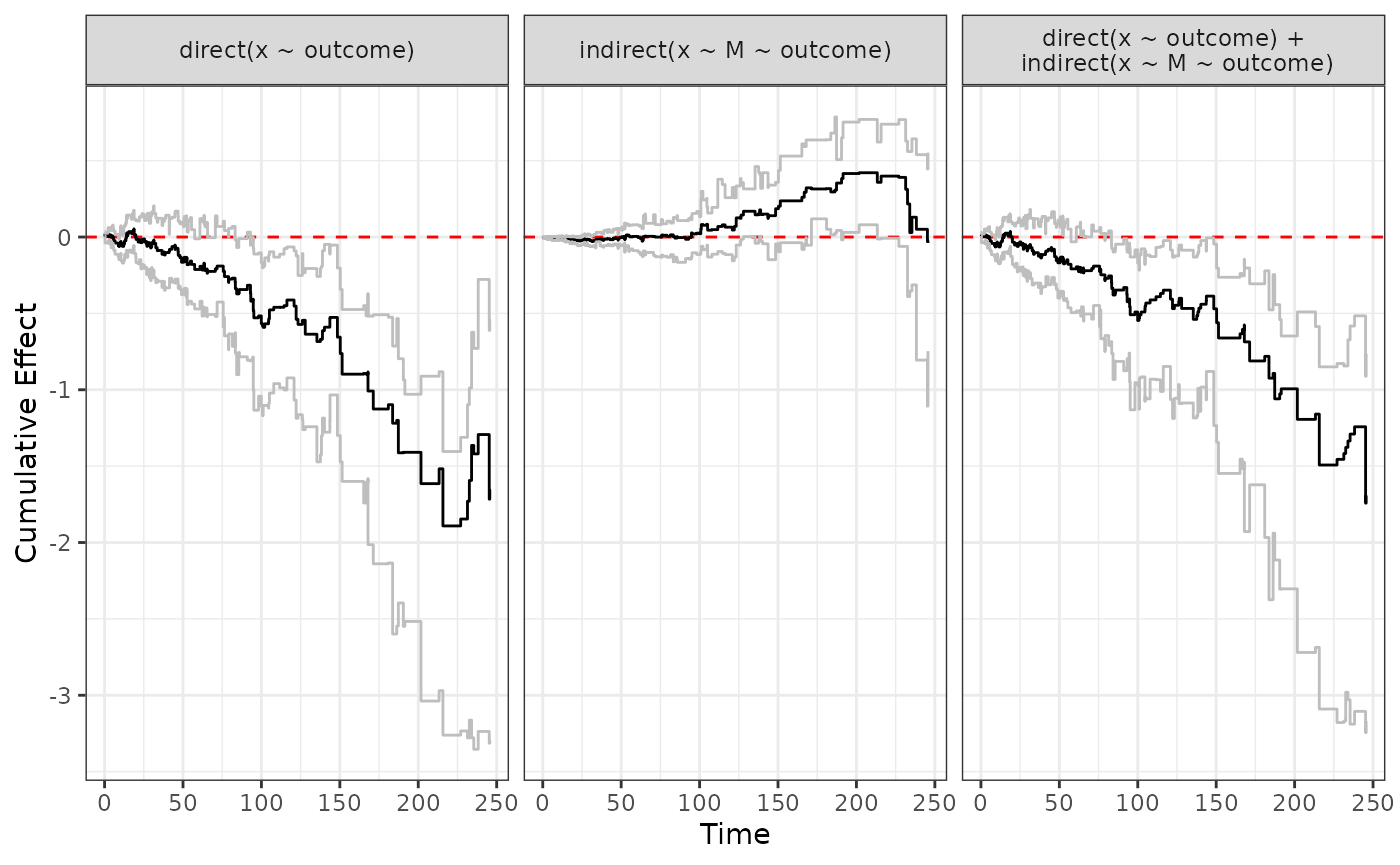 direct(x ~ outcome)
indirect(x ~ M ~ outcome)
direct(x ~ outcome) +
indirect(x ~ M ~ outcome)
Cumulative Effect
0
-1
-2
-3
0 50 100 150 200 250
0 50 100 150 200 250
0 50 100 150 200 250
Time